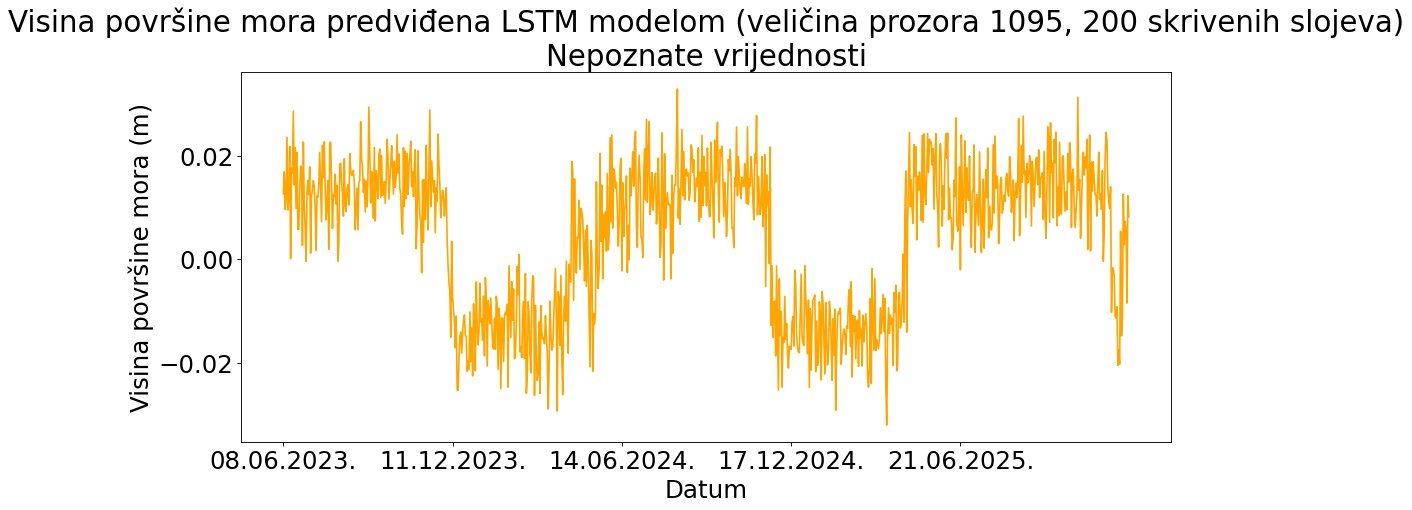 Visina površine mora predviđena LSTM modelom (veličina prozora 1095, 200 skrivenih slojeva)
Nepoznate vrijednosti
Visina površine mora (m)
0.02
0.00
−0.02
08.06.2023. 11.12.2023. 14.06.2024. 17.12.2024. 21.06.2025.
Datum